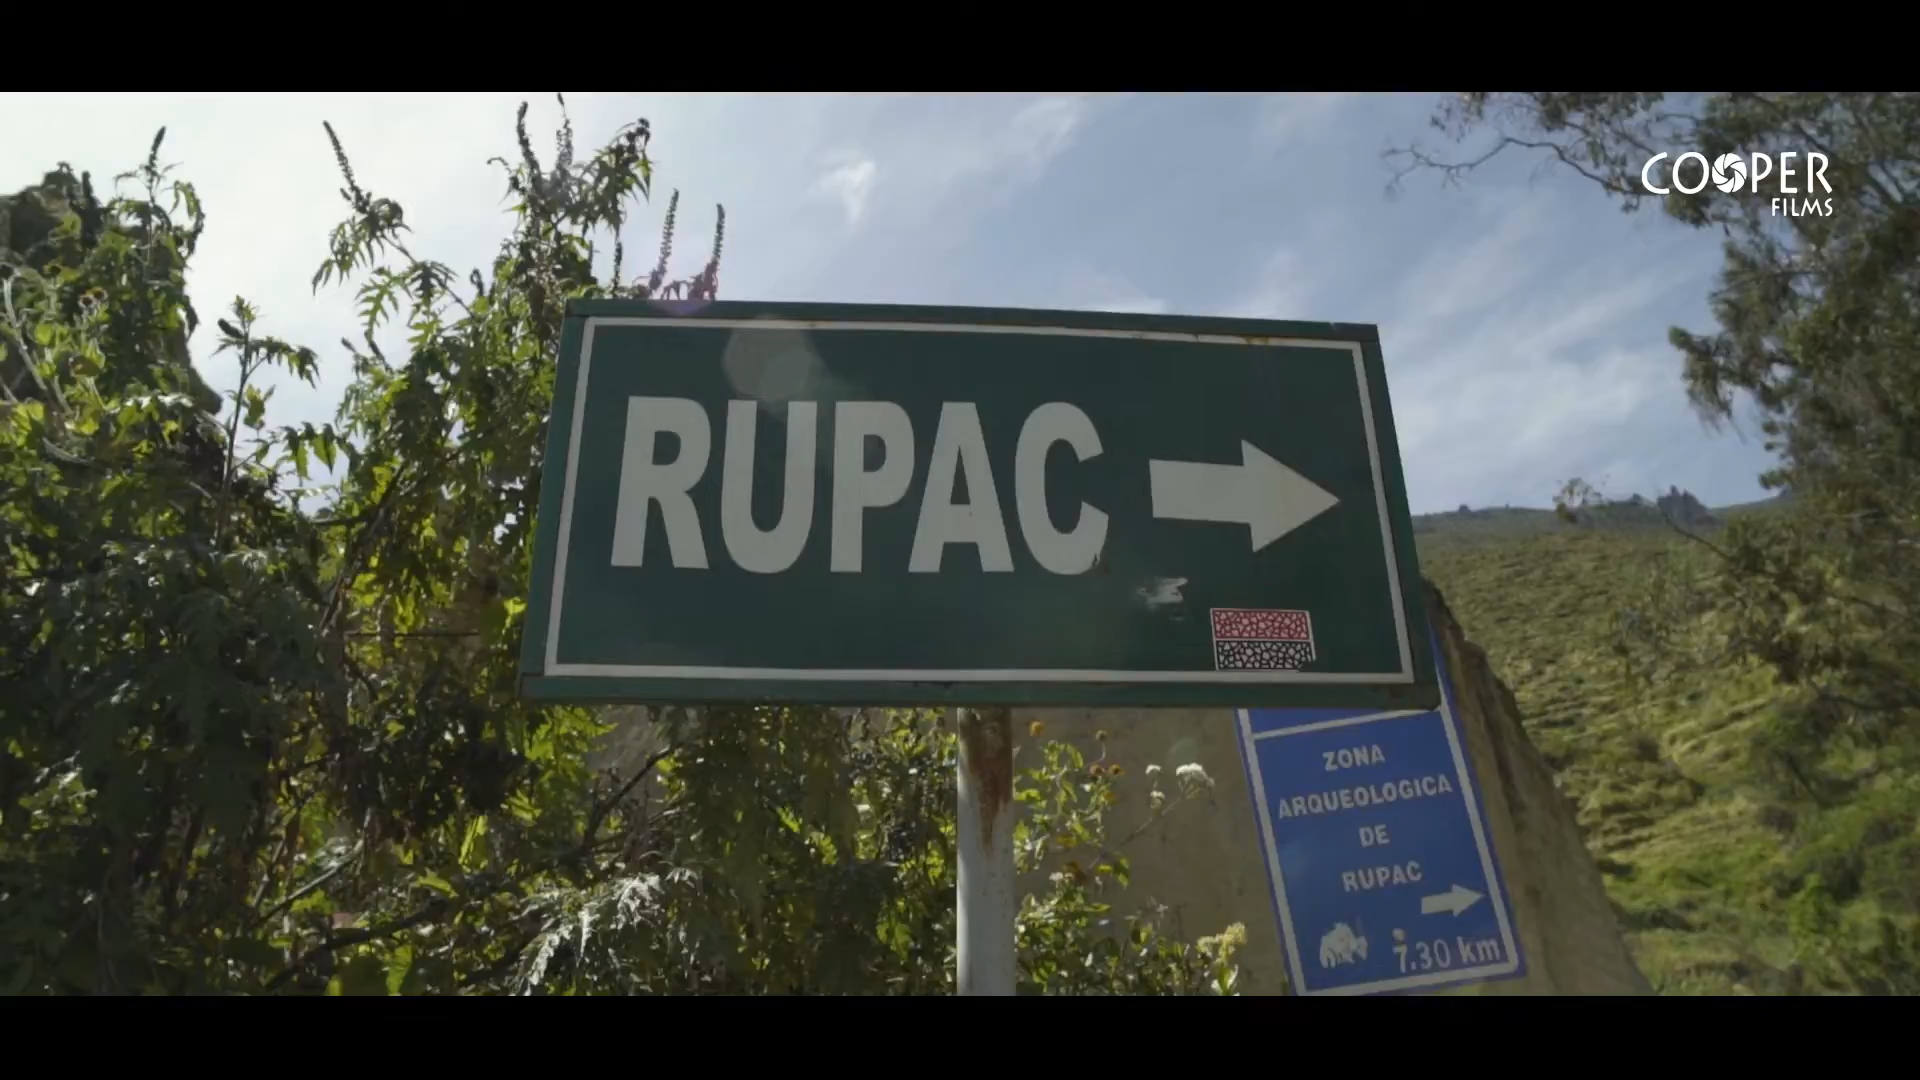 COOPER
FILMS
RUPAC
ZONA
ARQUEOLOGICA
DE
RUPAC
7.30 km